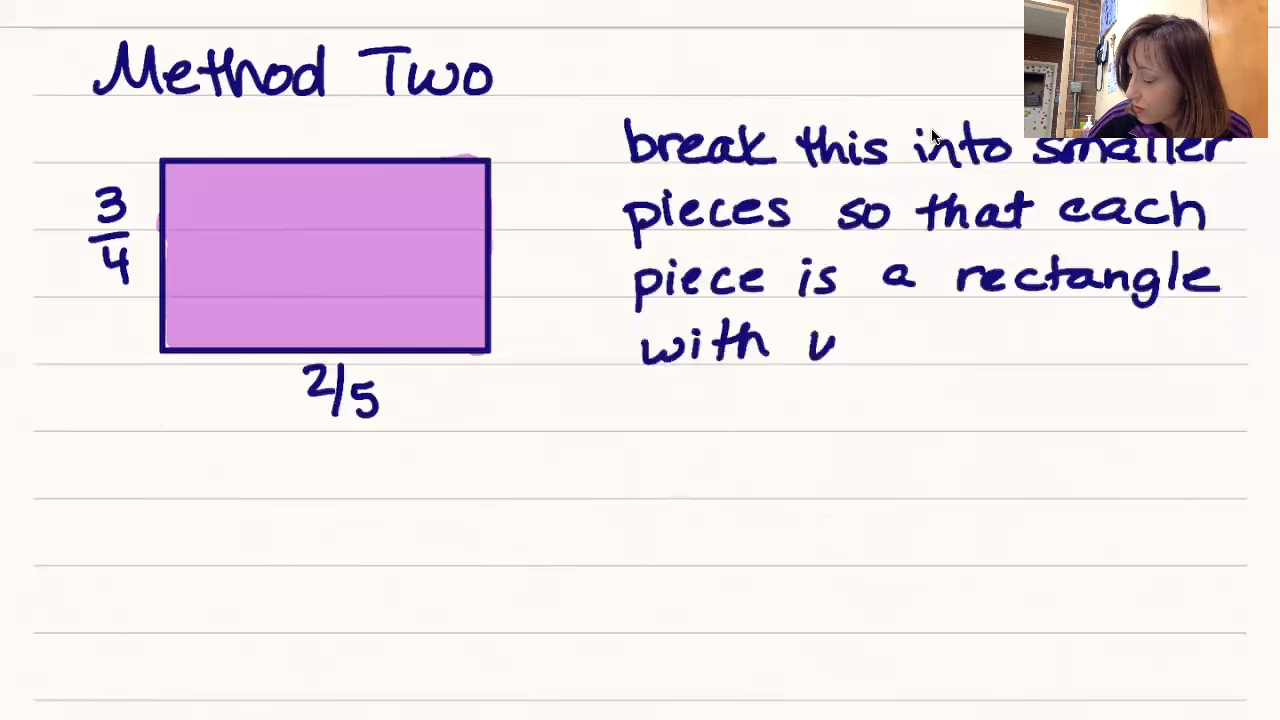 Method Two
break this into smaller
pieces so that each
piece is a rectangle
with u
3/4
2/5